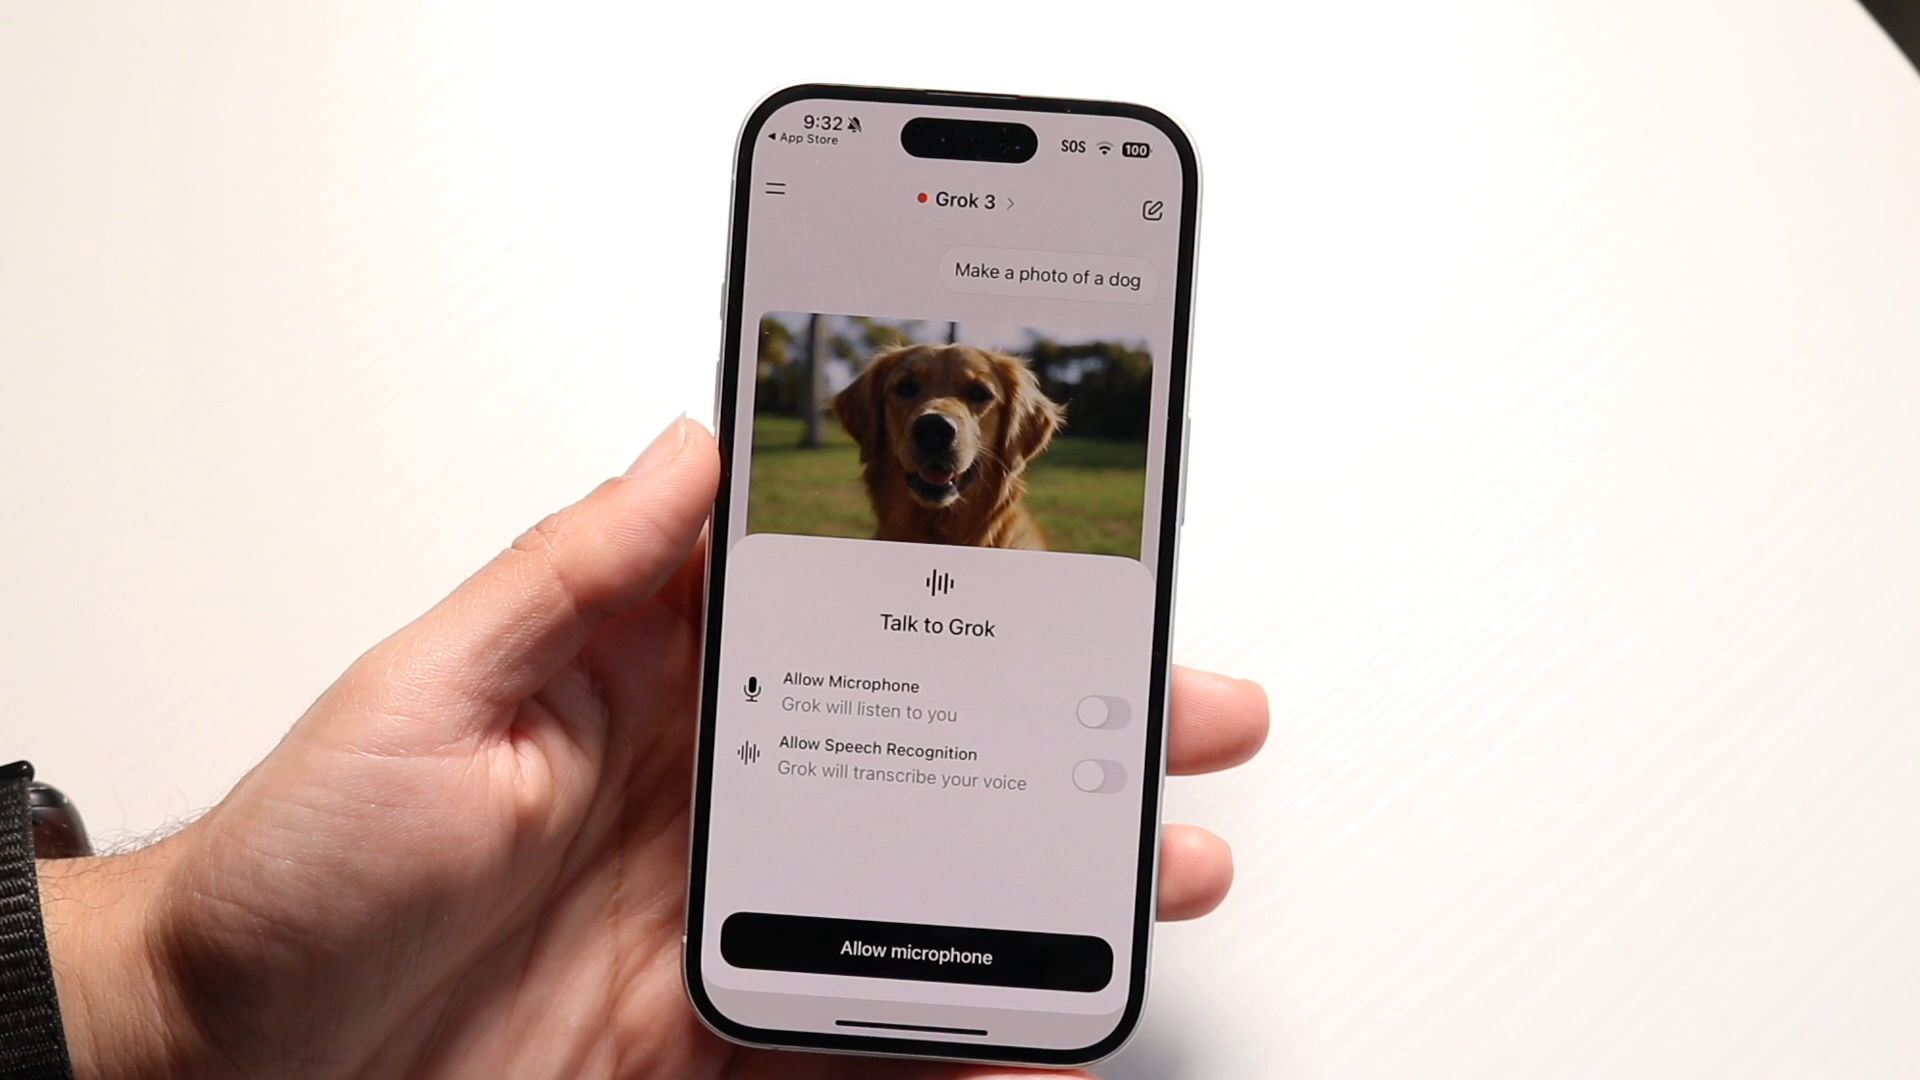 9:32
App Store
SOS
100
Grok 3
Make a photo of a dog
Talk to Grok
Allow Microphone
Grok will listen to you
Allow Speech Recognition
Grok will transcribe your voice
Allow microphone